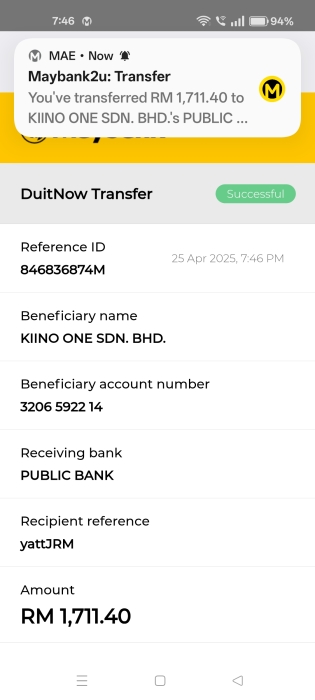 7:46
94%
MAE • Now
Maybank2u: Transfer
You've transferred RM 1,711.40 to
KIINO ONE SDN. BHD.'s PUBLIC ...
DuitNow Transfer
Successful
Reference ID
846836874M
25 Apr 2025, 7:46 PM
Beneficiary name
KIINO ONE SDN. BHD.
Beneficiary account number
3206 5922 14
Receiving bank
PUBLIC BANK
Recipient reference
yattJRM
Amount
RM 1,711.40